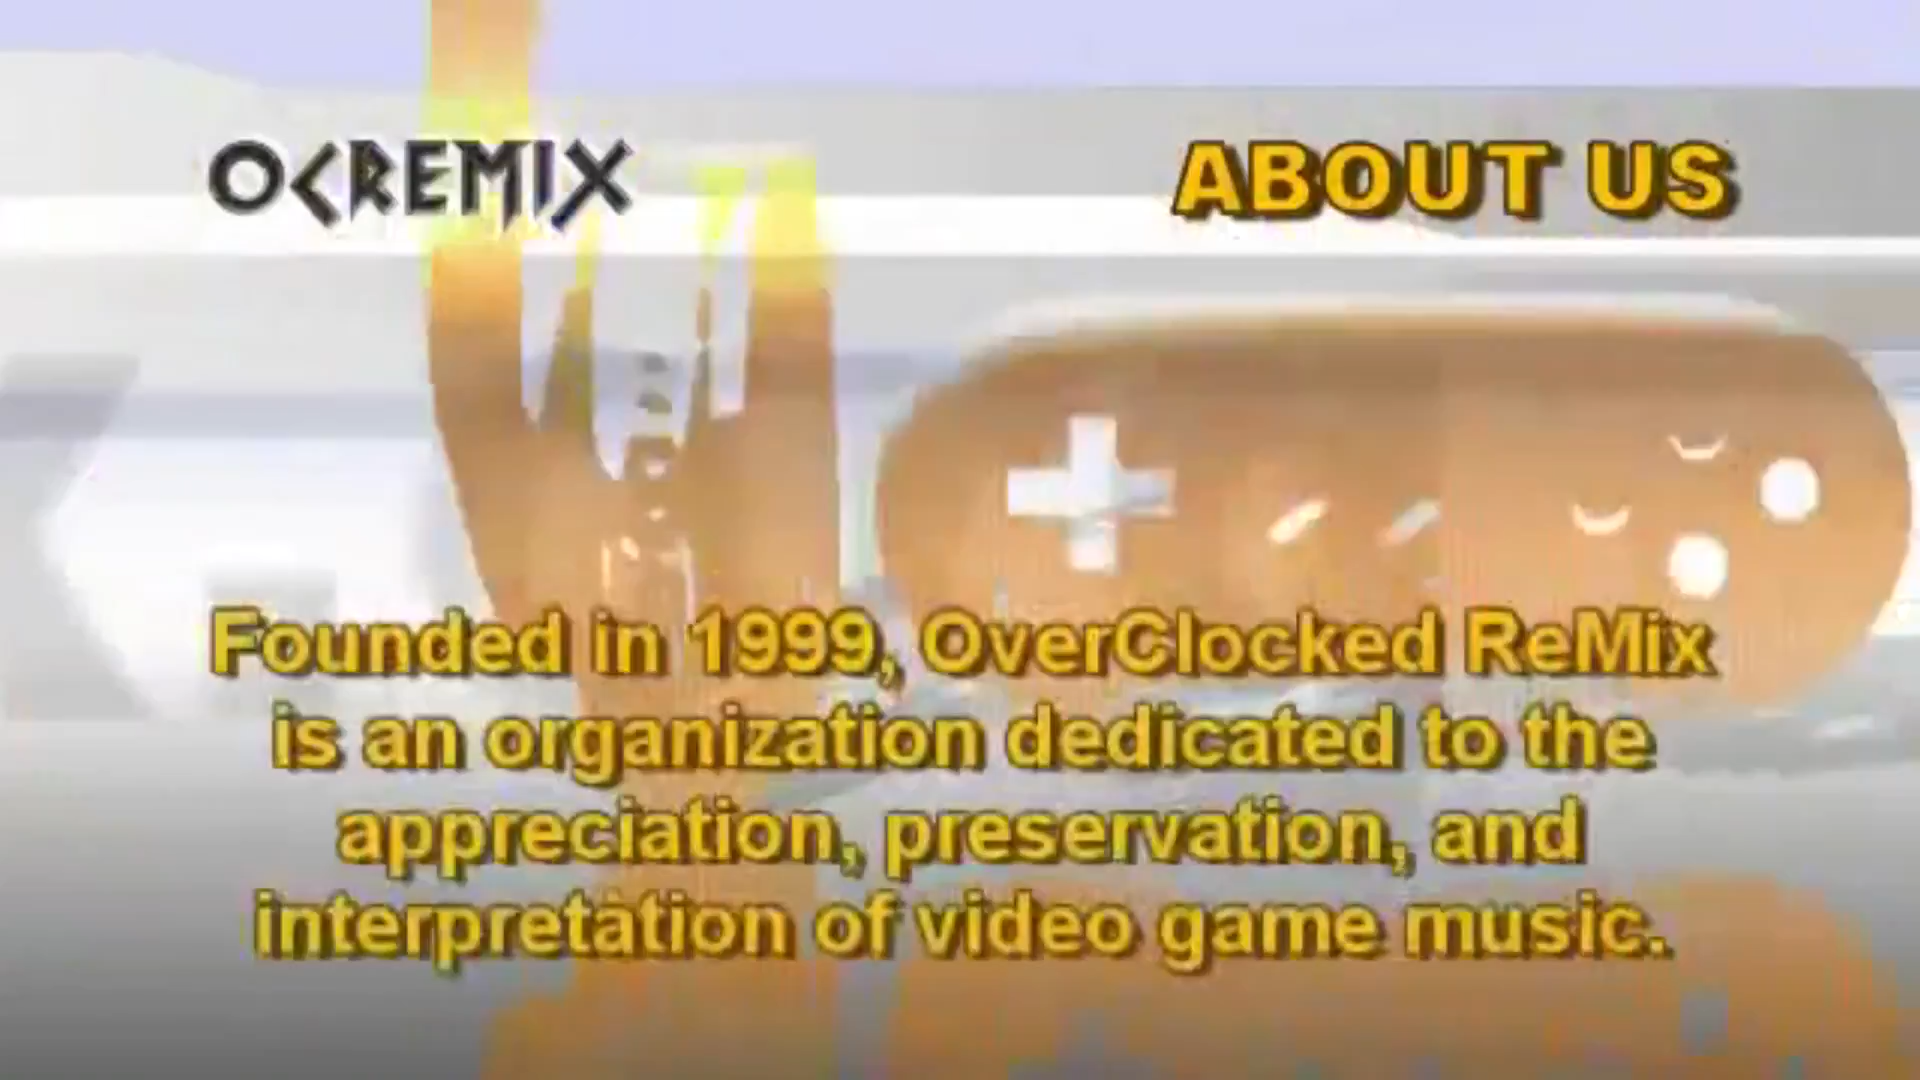 OCREMIX
ABOUT US
Founded in 1999, OverClocked ReMix
is an organization dedicated to the
appreciation, preservation, and
interpretation of video game music.